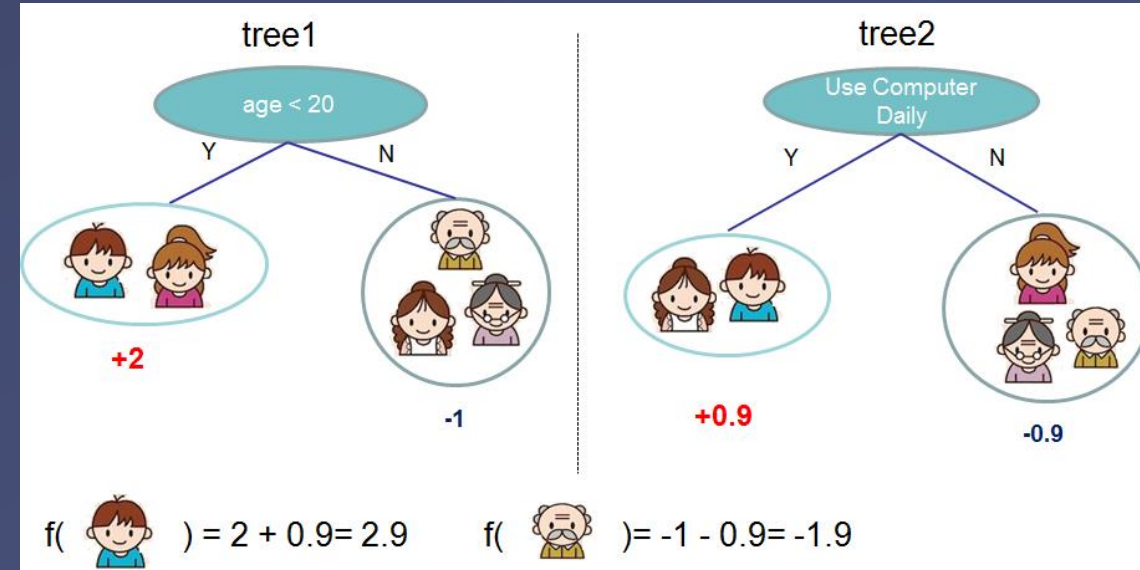 tree1
tree2
age < 20
Use Computer
Daily
Y
N
Y
N
+2
-1
+0.9
-0.9
f( ) = 2 + 0.9= 2.9
f( )= -1 - 0.9= -1.9